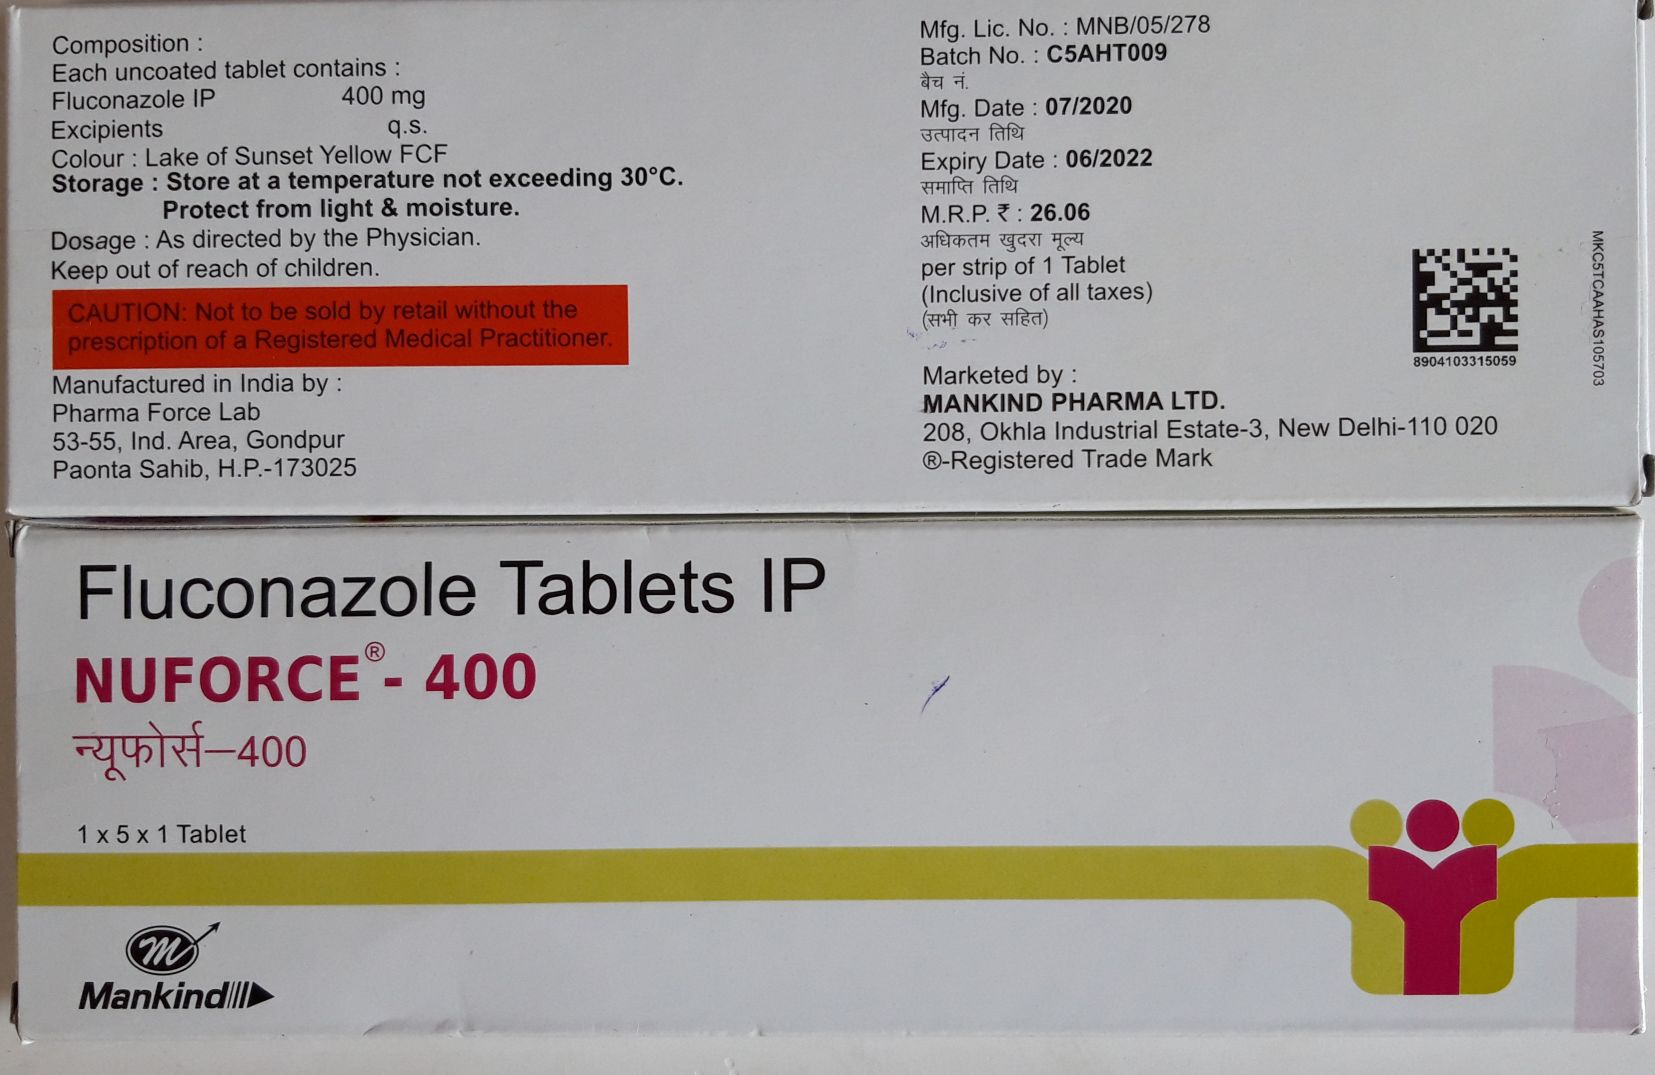 Composition :
Each uncoated tablet contains :
Fluconazole IP 400 mg
Excipients q.s.
Colour : Lake of Sunset Yellow FCF
Storage : Store at a temperature not exceeding 30°C.
Protect from light & moisture.
Dosage : As directed by the Physician.
Keep out of reach of children.
CAUTION: Not to be sold by retail without the
prescription of a Registered Medical Practitioner.
Manufactured in India by :
Pharma Force Lab
53-55, Ind. Area, Gondpur
Paonta Sahib, H.P.-173025
Mfg. Lic. No. : MNB/05/278
Batch No. : C5AHT009
बैच नं.
Mfg. Date : 07/2020
उत्पादन तिथि
Expiry Date : 06/2022
समाप्ति तिथि
M.R.P. ₹ : 26.06
अधिकतम खुदरा मूल्य
per strip of 1 Tablet
(Inclusive of all taxes)
(सभी कर सहित)
Marketed by :
MANKIND PHARMA LTD.
208, Okhla Industrial Estate-3, New Delhi-110 020
®-Registered Trade Mark
8904103315059
MKC5TCAAHAS105703
Fluconazole Tablets IP
NUFORCE®- 400
न्यूफोर्स–400
1 x 5 x 1 Tablet
m
Mankind